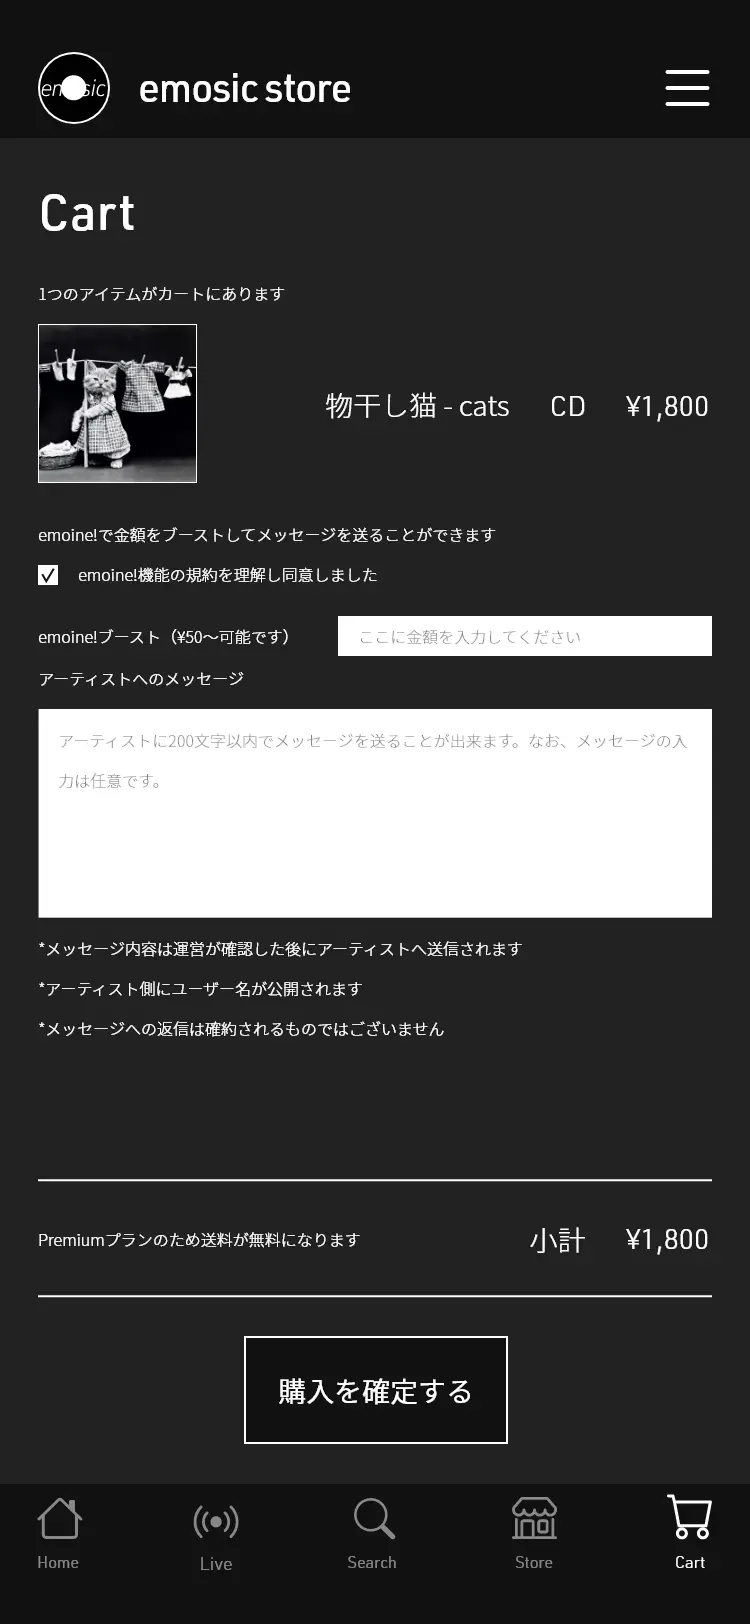 emosic store
Cart
1つのアイテムがカートにあります
物干し猫 - cats CD ¥1,800
emoine!で金額をブーストしてメッセージを送ることができます
emoine!機能の規約を理解し同意しました
emoine!ブースト（¥50〜可能です） ここに金額を入力してください
アーティストへのメッセージ
アーティストに200文字以内でメッセージを送ることが出来ます。なお、メッセージの入
力は任意です。
*メッセージ内容は運営が確認した後にアーティストへ送信されます
*アーティスト側にユーザー名が公開されます
*メッセージへの返信は確約されるものではございません
Premiumプランのため送料が無料になります 小計 ¥1,800
購入を確定する
Home Live Search Store Cart